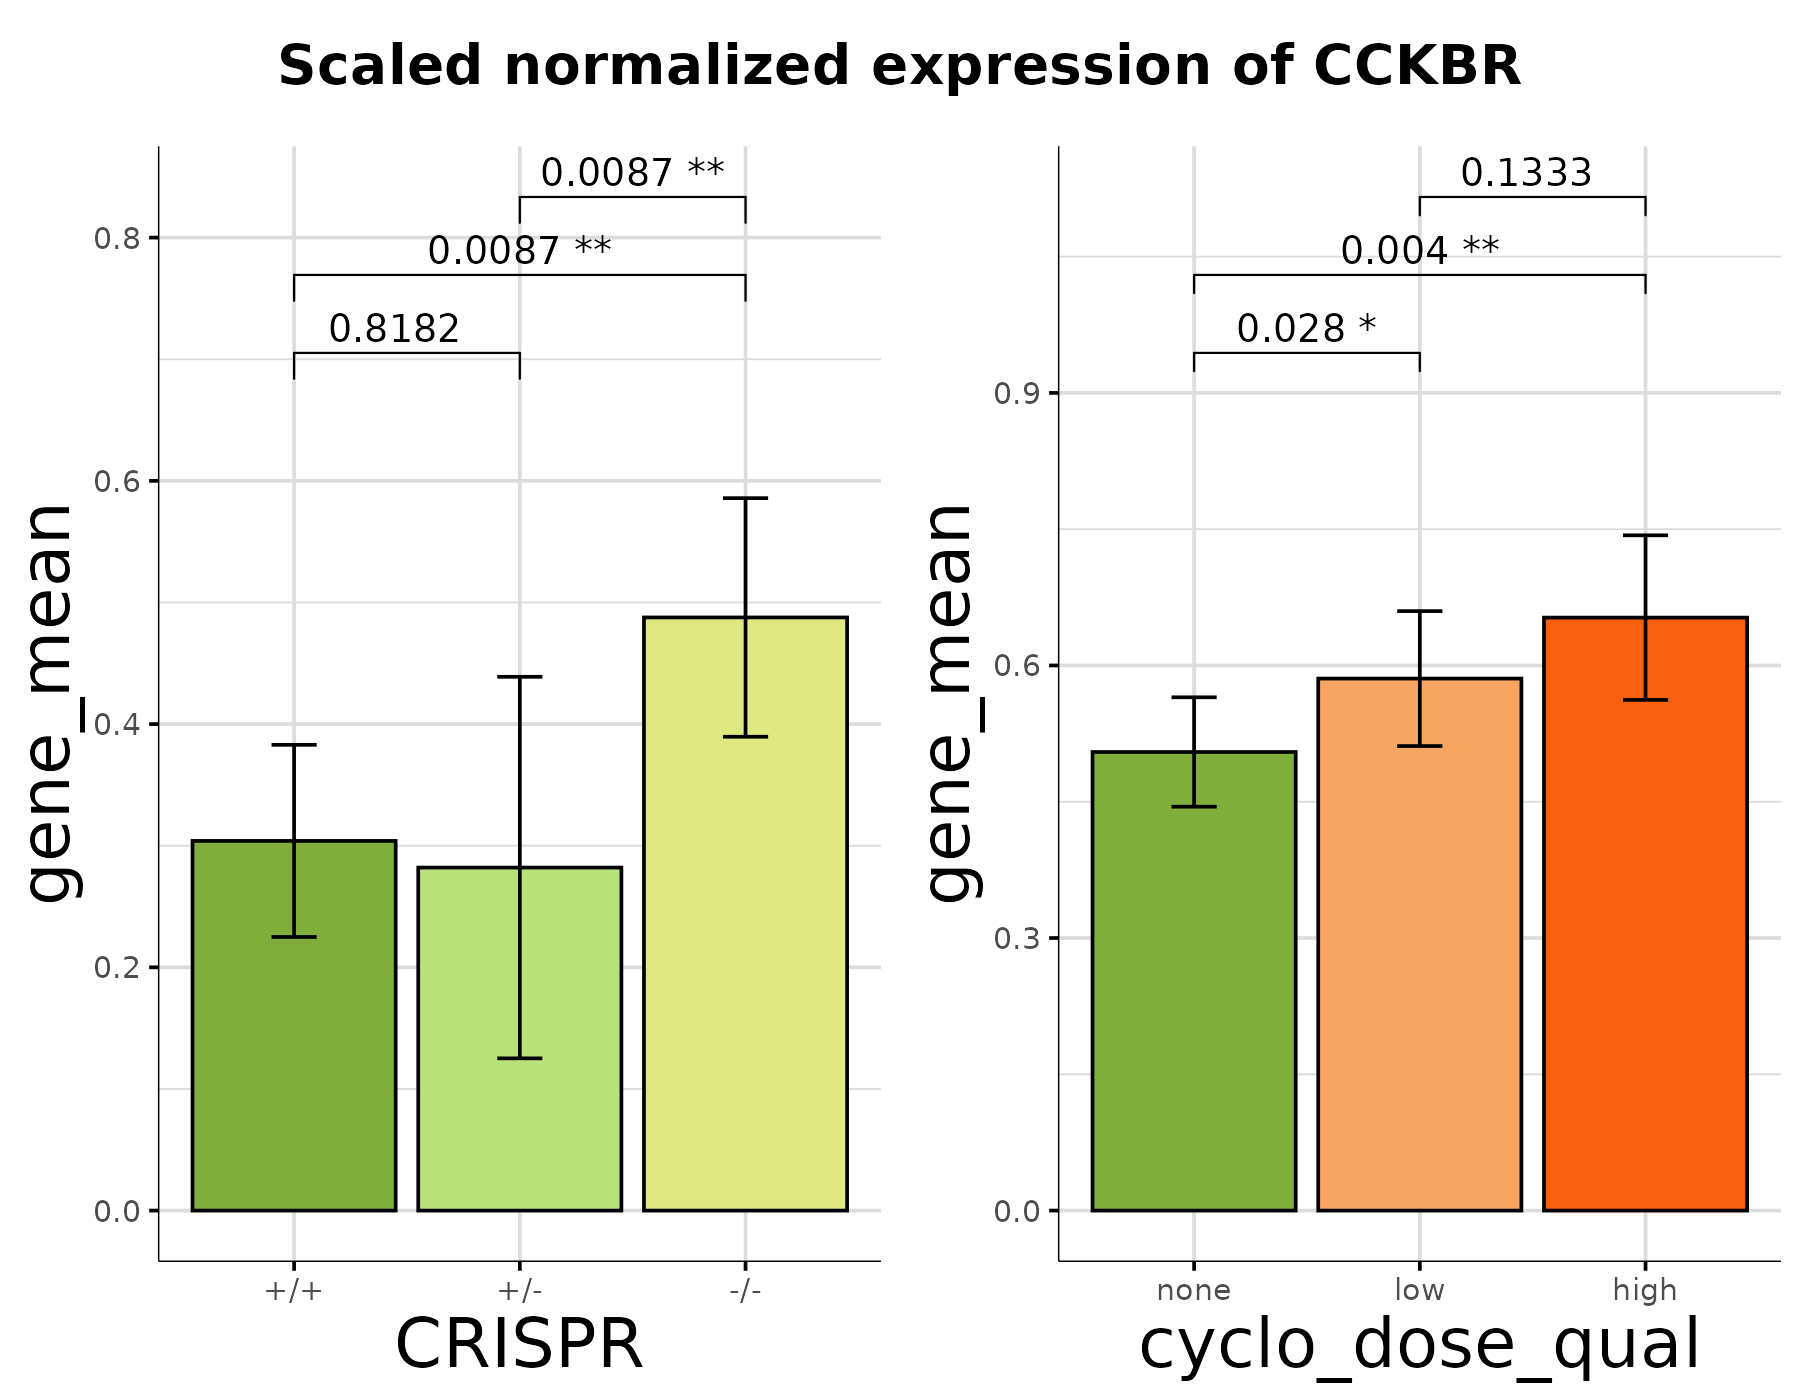 Scaled normalized expression of CCKBR
gene_mean
0.8
0.6
0.4
0.2
0.0
0.0087 **
0.0087 **
0.8182
+/+
+/-
-/-
CRISPR
gene_mean
0.9
0.6
0.3
0.0
0.1333
0.004 **
0.028 *
none
low
high
cyclo_dose_qual